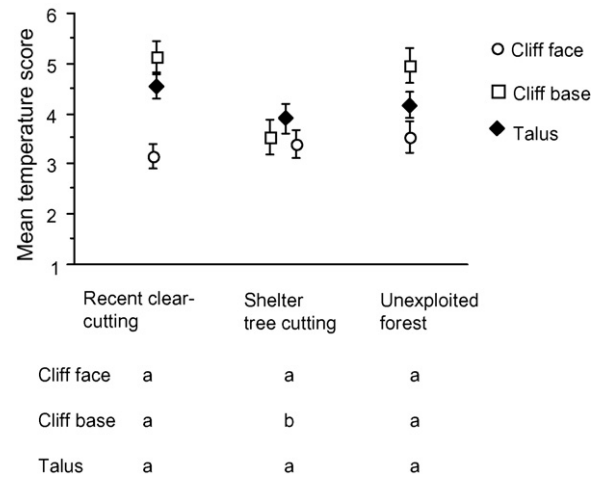 6
5
4
3
2
1
Mean temperature score
Cliff face
Cliff base
Talus
Recent clear-
cutting
Shelter
tree cutting
Unexploited
forest
Cliff face a a a
Cliff base a b a
Talus a a a